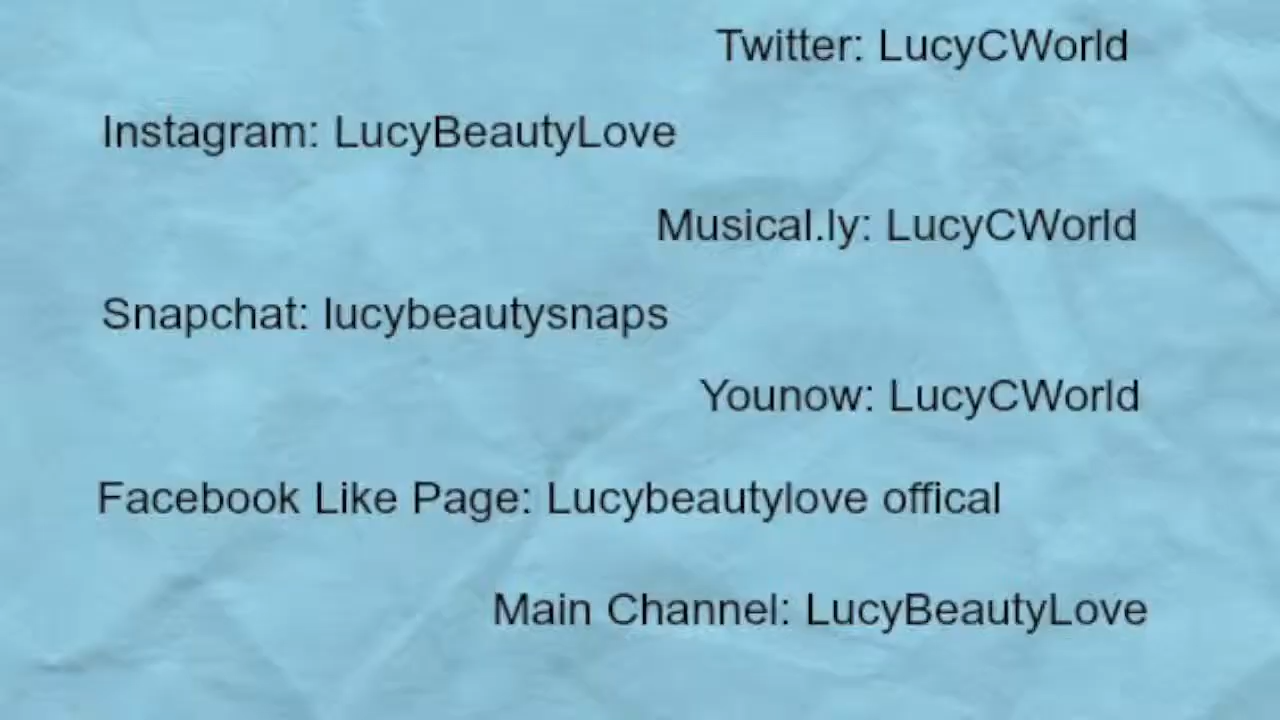 Twitter: LucyCWorld
Instagram: LucyBeautyLove
Musical.ly: LucyCWorld
Snapchat: lucybeautysnaps
Younow: LucyCWorld
Facebook Like Page: Lucybeautylove offical
Main Channel: LucyBeautyLove